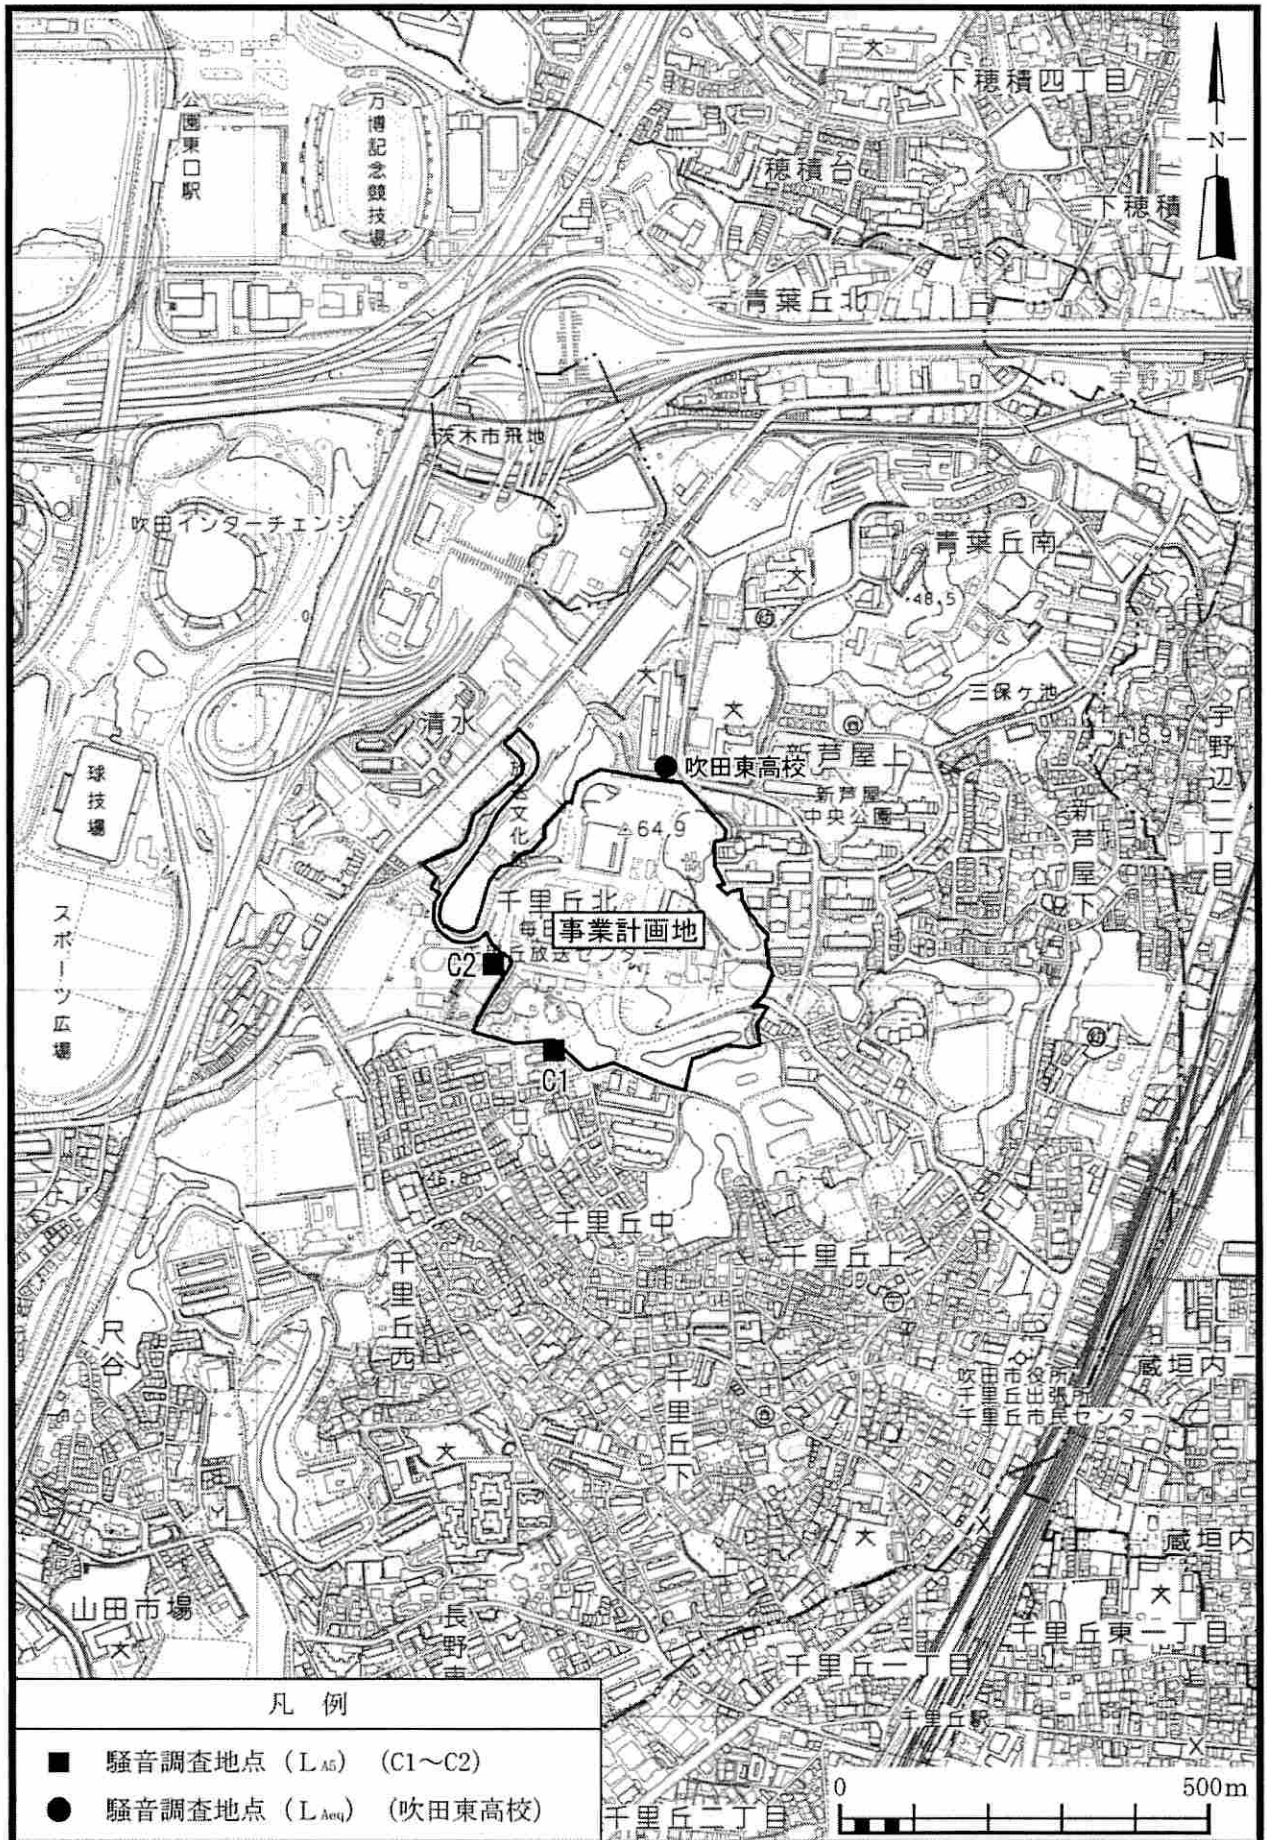 下穂積四丁目
公園東口駅
万博記念競技場
N
穂積台
下穂積
青葉丘北
宇野辺駅
茨木市飛地
吹田インターチェンジ
青葉丘南
48.5
三保ヶ池
清水
吹田東高校
新芦屋上
新芦屋
中央公園
宇野辺二丁目
新芦屋下
球技場
文化
64.9
千里丘北
事業計画地
毎日
丘放送センター
C2
スポーツ広場
C1
千里丘中
千里丘上
千里丘西
尺谷
千里丘下
吹田市役所
千里丘出張所
千里丘市民センター
蔵垣内
蔵垣内
山田市場
長野東
千里丘東一丁目
千里丘一丁目
千里丘駅
千里丘二丁目
凡 例
■ 騒音調査地点（LA5）（C1～C2）
● 騒音調査地点（LAeq）（吹田東高校）
0 500m